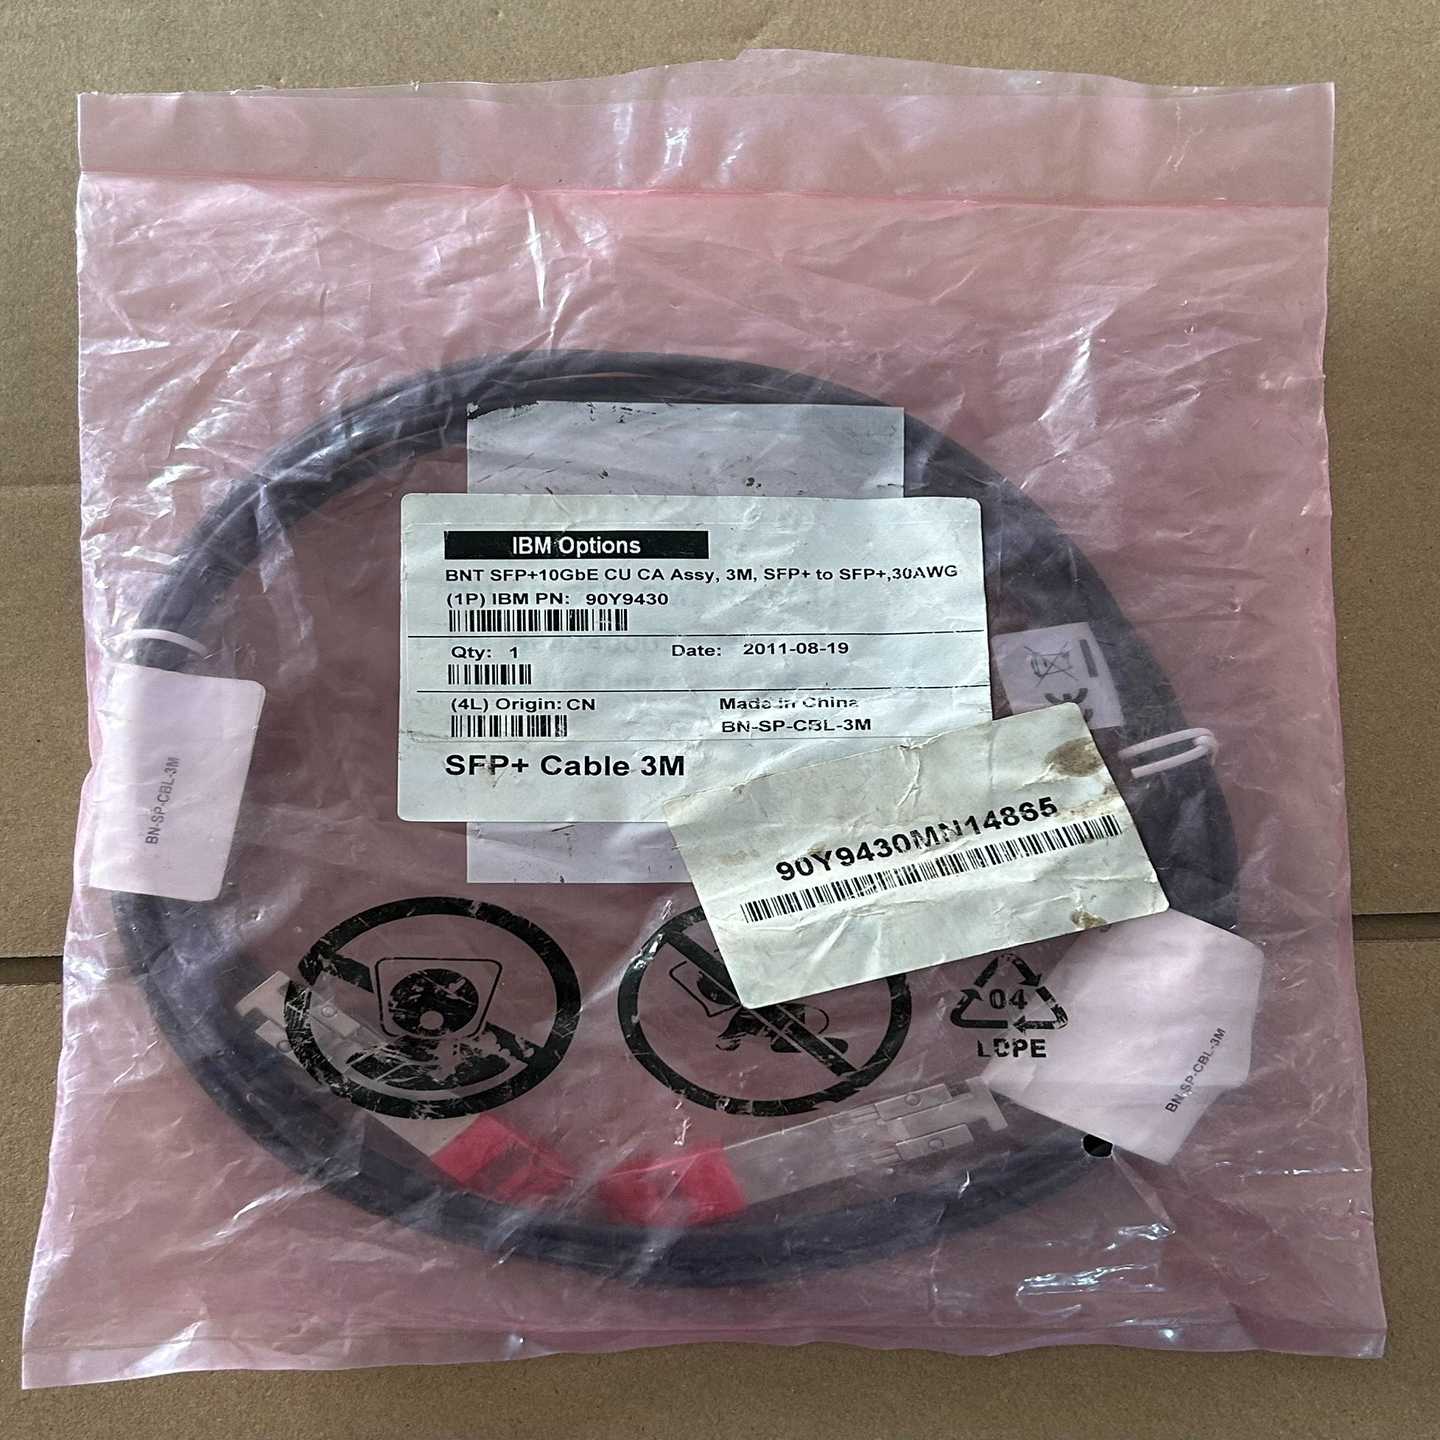 IBM Options
BNT SFP+10GbE CU CA Assy, 3M, SFP+ to SFP+,30AWG
(1P) IBM PN: 90Y9430
Qty: 1 Date: 2011-08-19
(4L) Origin: CN Made in China
BN-SP-CBL-3M
SFP+ Cable 3M
90Y9430MN14865
BN-SP-CBL-3M
04
LDPE
BN-SP-CBL-3M